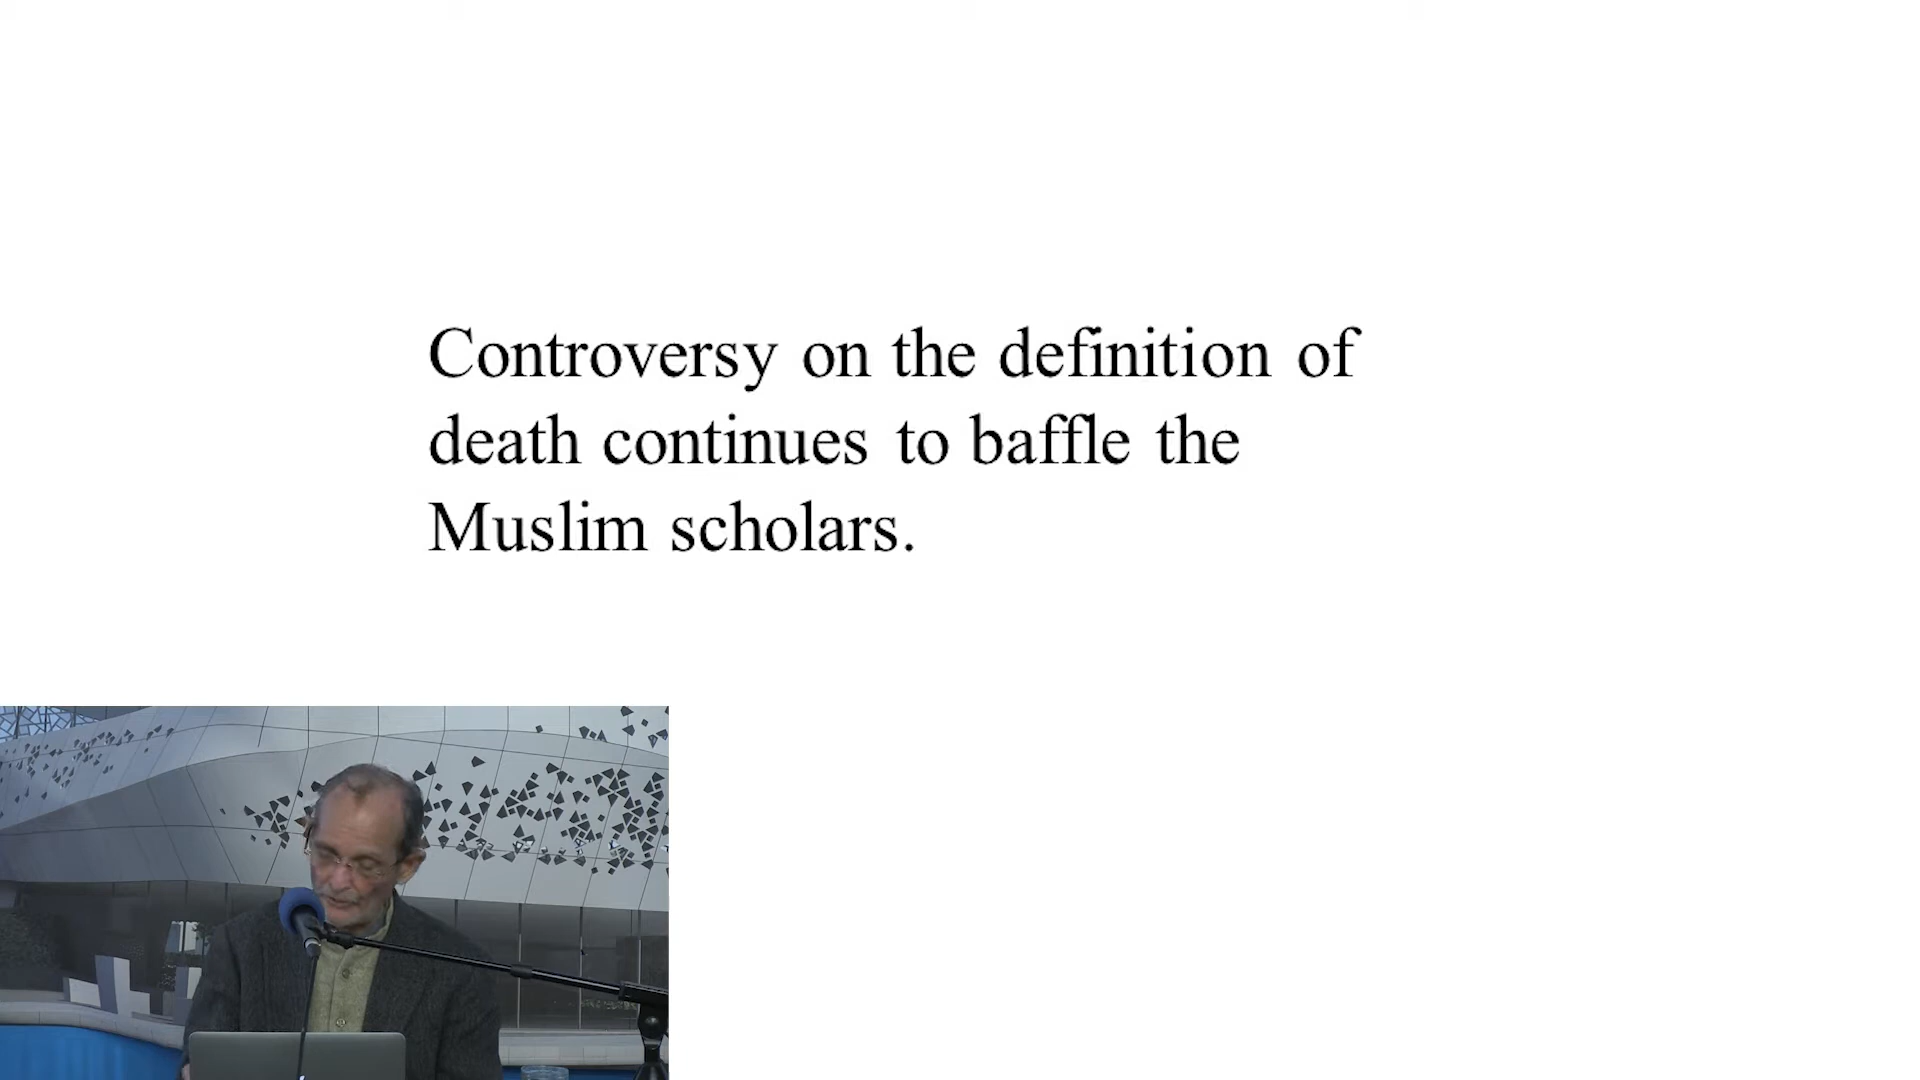 Controversy on the definition of
death continues to baffle the
Muslim scholars.